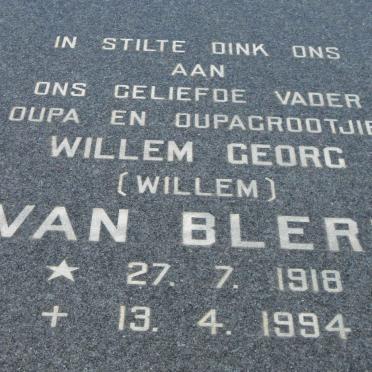 IN STILTE DINK ONS
AAN
ONS GELIEFDE VADER
OUPA EN OUPAGROOTJIE
WILLEM GEORG
(WILLEM)
VAN BLER
★ 27. 7. 1918
+ 13. 4. 1994